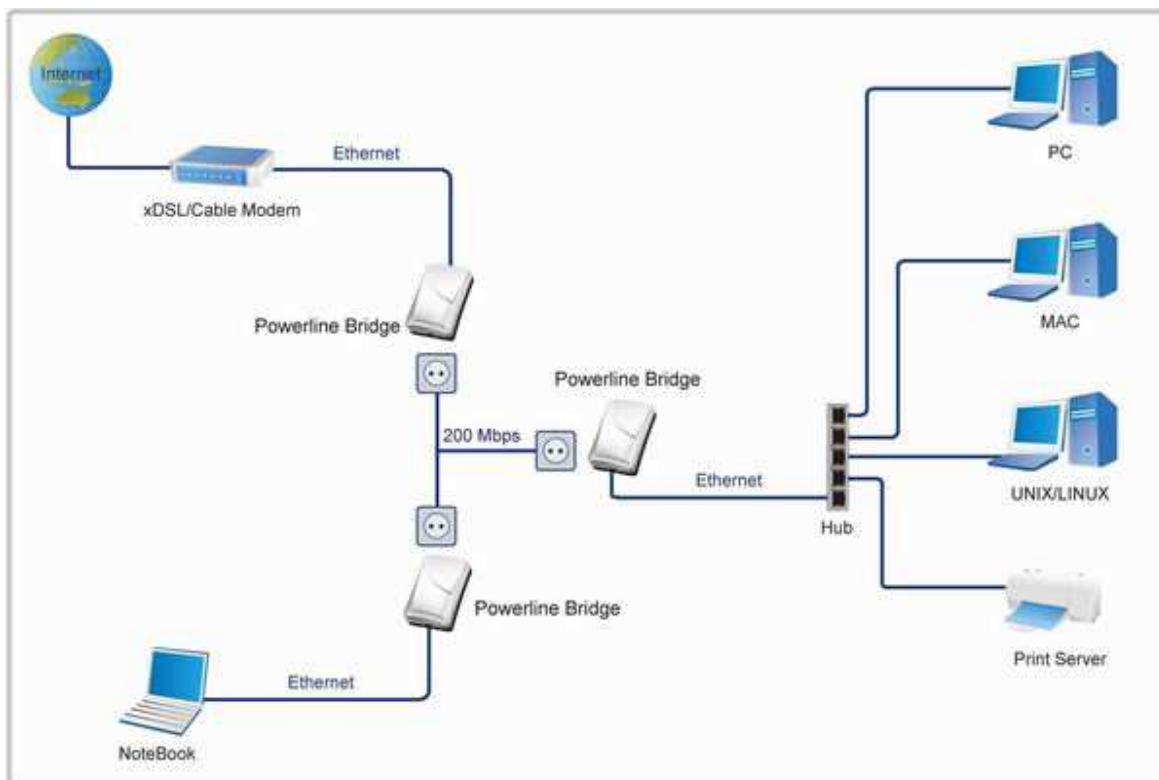 Internet
Ethernet
xDSL/Cable Modem
PC
Powerline Bridge
MAC
Powerline Bridge
200 Mbps
Ethernet
UNIX/LINUX
Hub
Powerline Bridge
Print Server
Ethernet
NoteBook